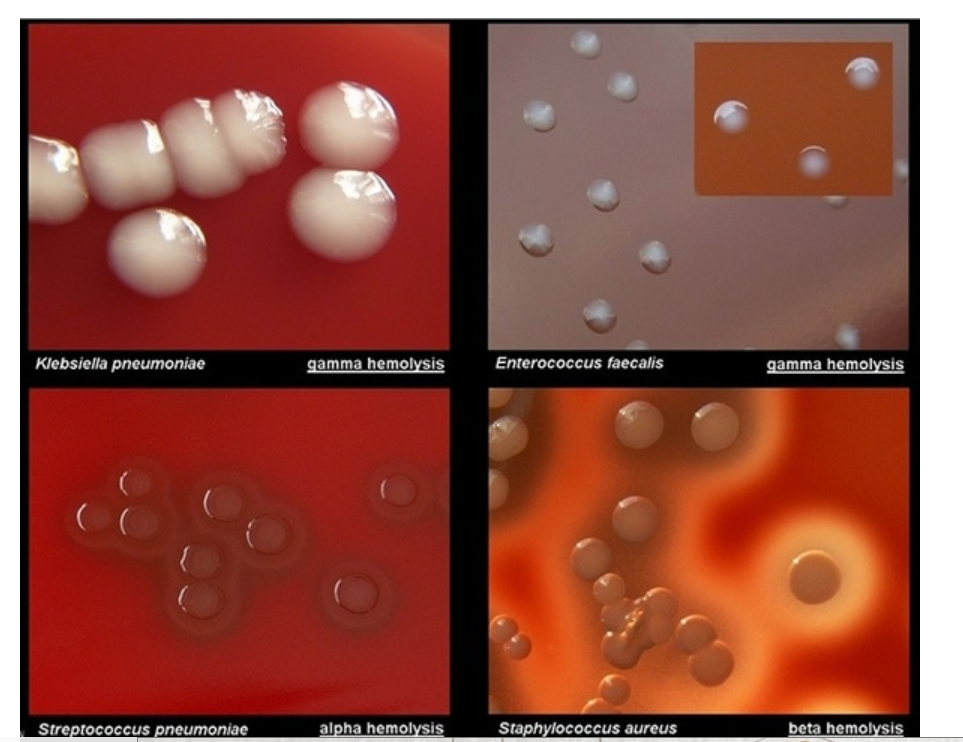 Klebsiella pneumoniae gamma hemolysis
Enterococcus faecalis gamma hemolysis
Streptococcus pneumoniae alpha hemolysis
Staphylococcus aureus beta hemolysis